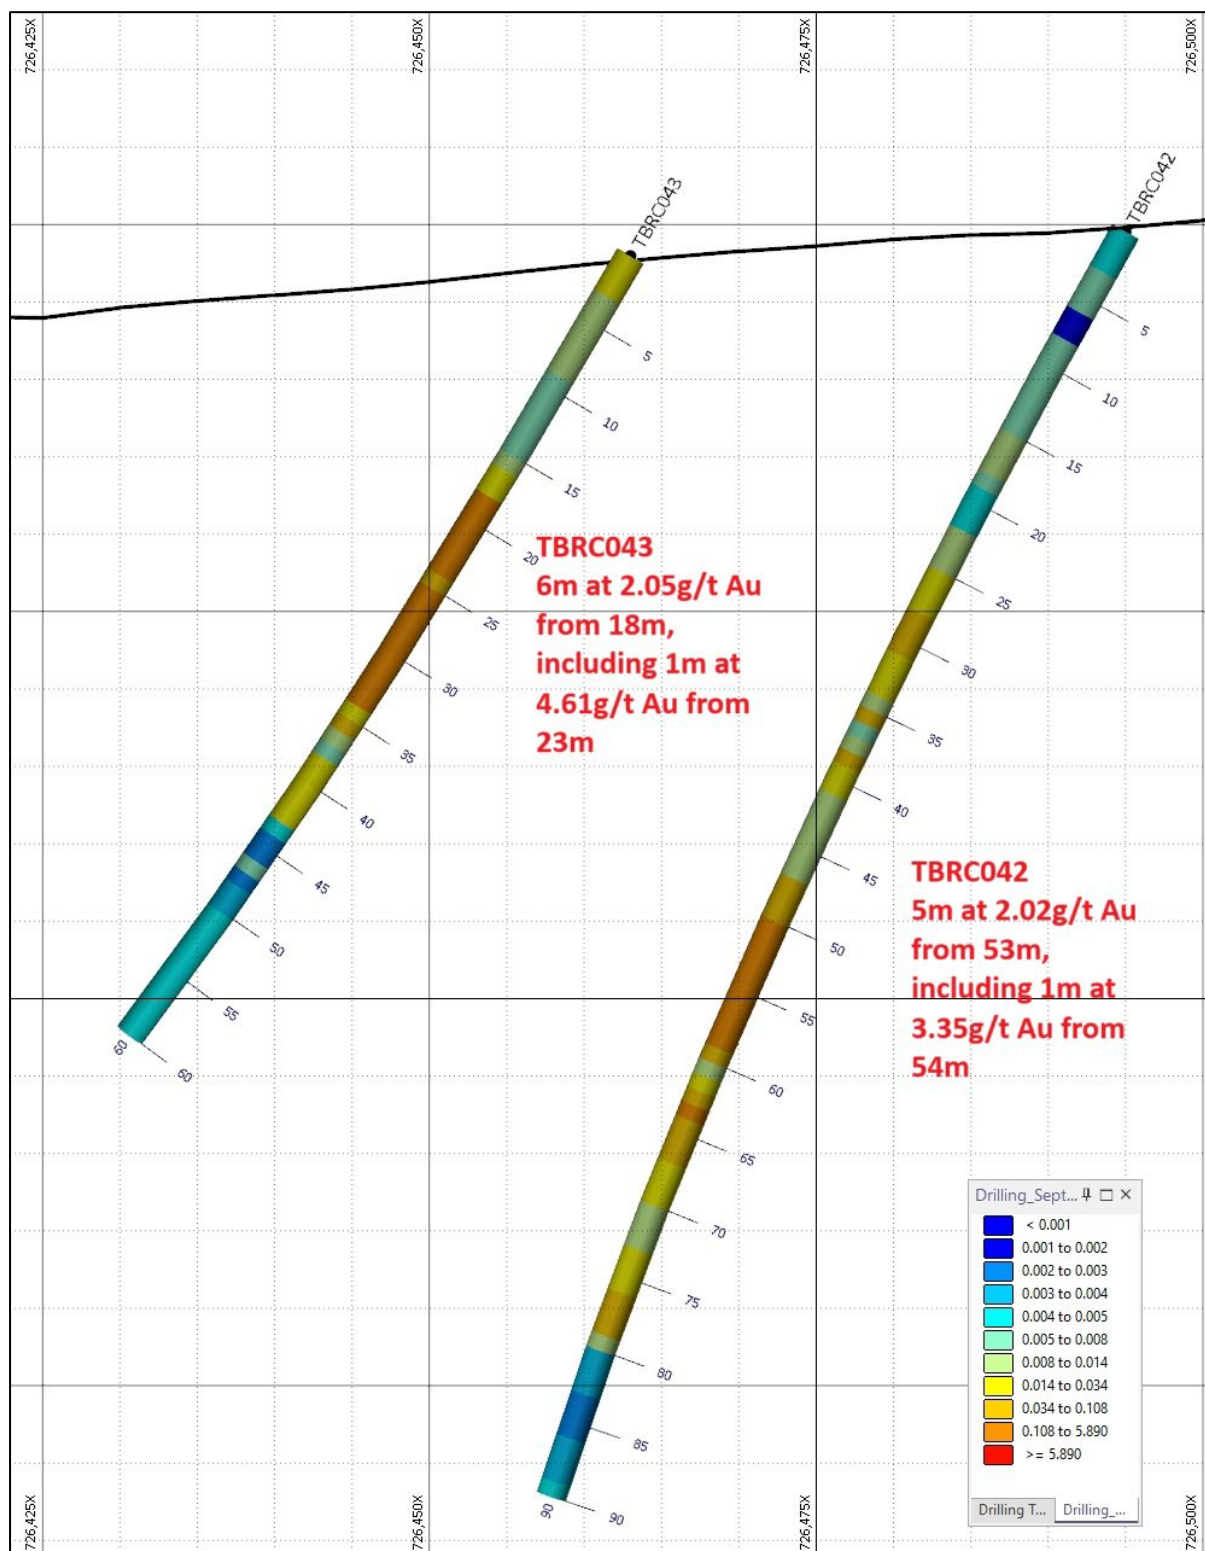 726,425X
726,450X
726,475X
726,500X
TBRC043
TBRC042
5
10
15
20
25
30
35
40
45
50
55
60
60
5
10
15
20
25
30
35
40
45
50
55
60
65
70
75
80
85
90
90
TBRC043
6m at 2.05g/t Au
from 18m,
including 1m at
4.61g/t Au from
23m
TBRC042
5m at 2.02g/t Au
from 53m,
including 1m at
3.35g/t Au from
54m
Drilling_Sept...
< 0.001
0.001 to 0.002
0.002 to 0.003
0.003 to 0.004
0.004 to 0.005
0.005 to 0.008
0.008 to 0.014
0.014 to 0.034
0.034 to 0.108
0.108 to 5.890
>= 5.890
Drilling T...
Drilling_...
726,425X
726,450X
726,475X
726,500X